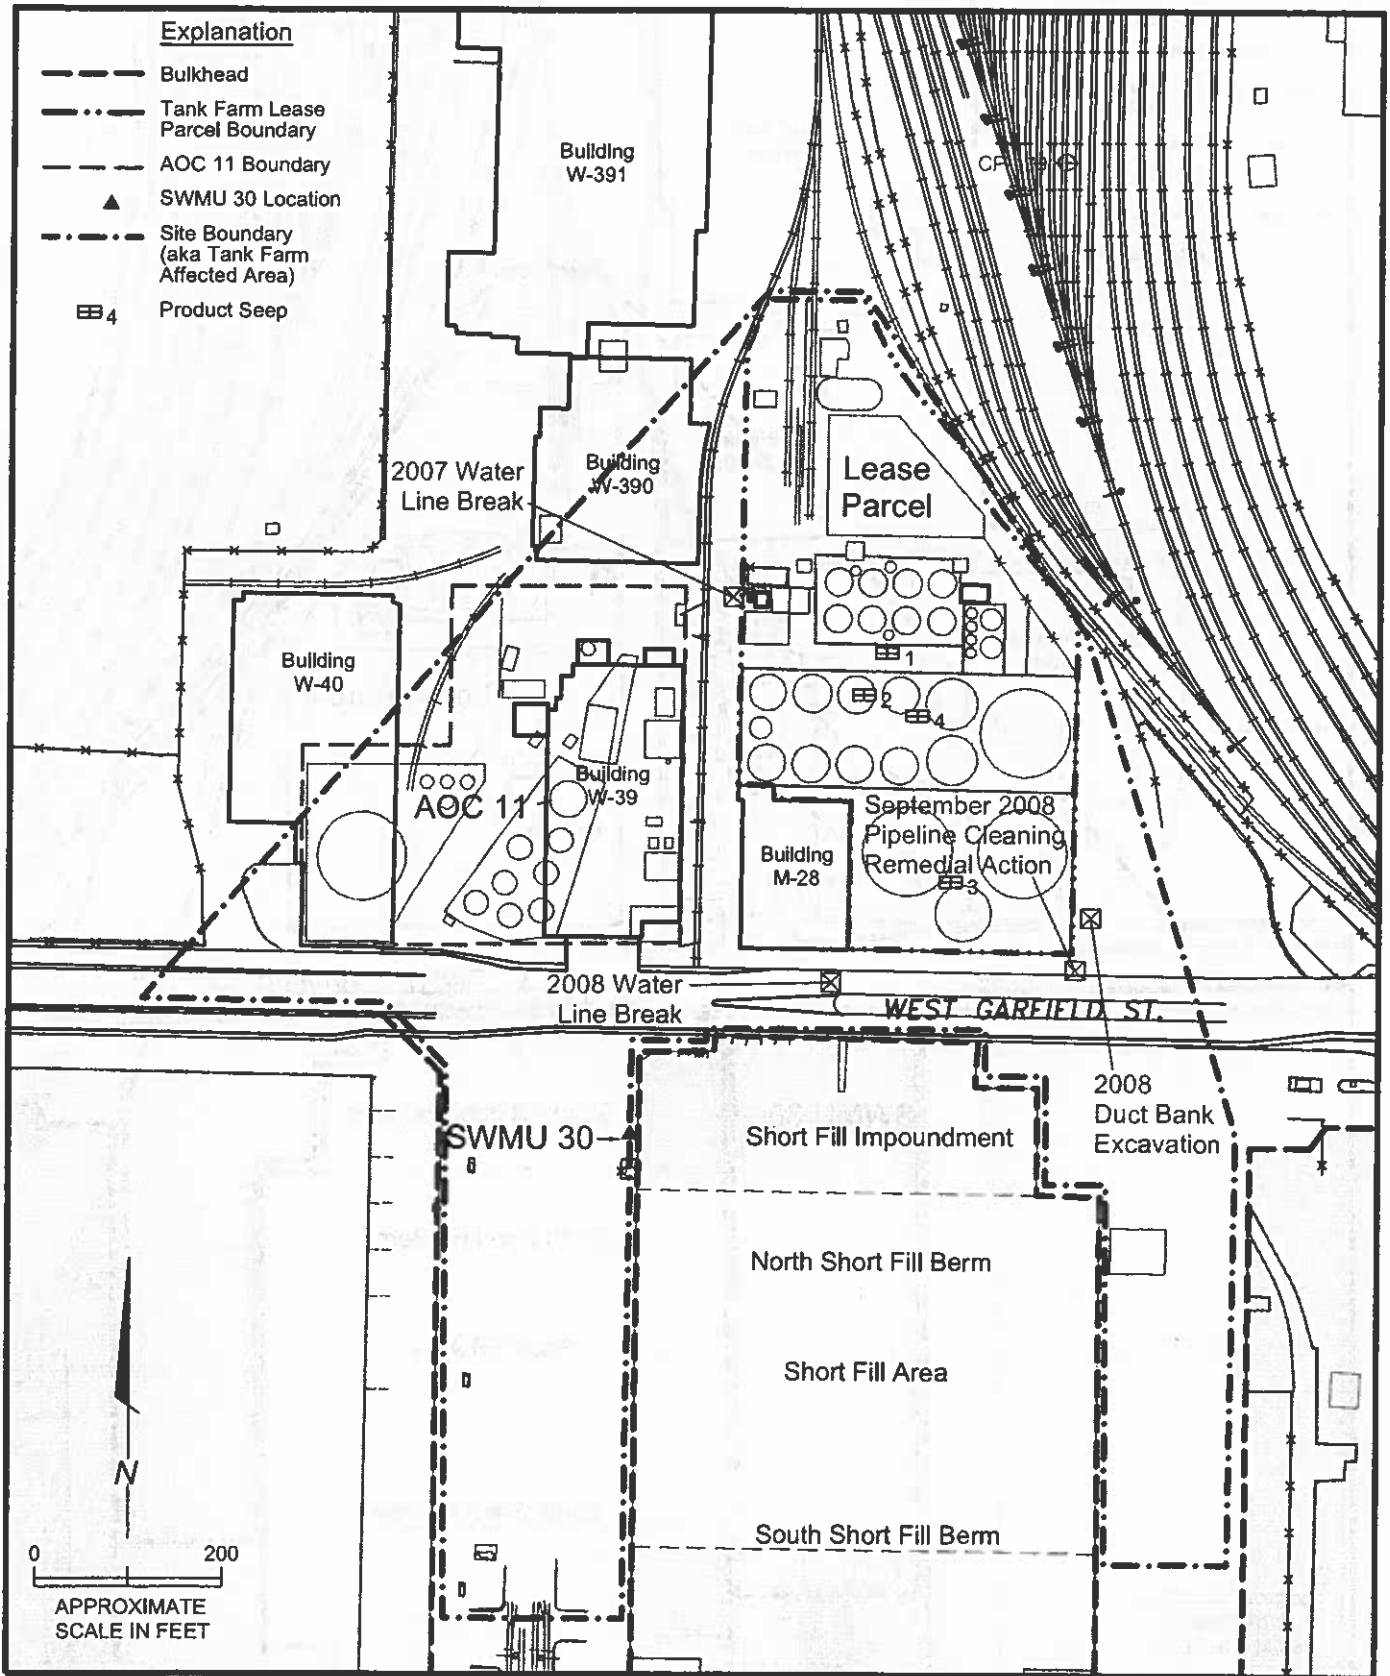 Explanation
Bulkhead
Tank Farm Lease
Parcel Boundary
AOC 11 Boundary
SWMU 30 Location
Site Boundary
(aka Tank Farm
Affected Area)
4
Product Seep
Building
W-391
2007 Water
Line Break
Building
W-390
Lease
Parcel
Building
W-40
1
2
4
AOC 11
Building
W-39
September 2008
Pipeline Cleaning
Remedial Action
Building
M-28
3
2008 Water
Line Break
WEST GARFIELD ST.
2008
Duct Bank
Excavation
SWMU 30
Short Fill Impoundment
North Short Fill Berm
Short Fill Area
South Short Fill Berm
N
0 200
APPROXIMATE
SCALE IN FEET